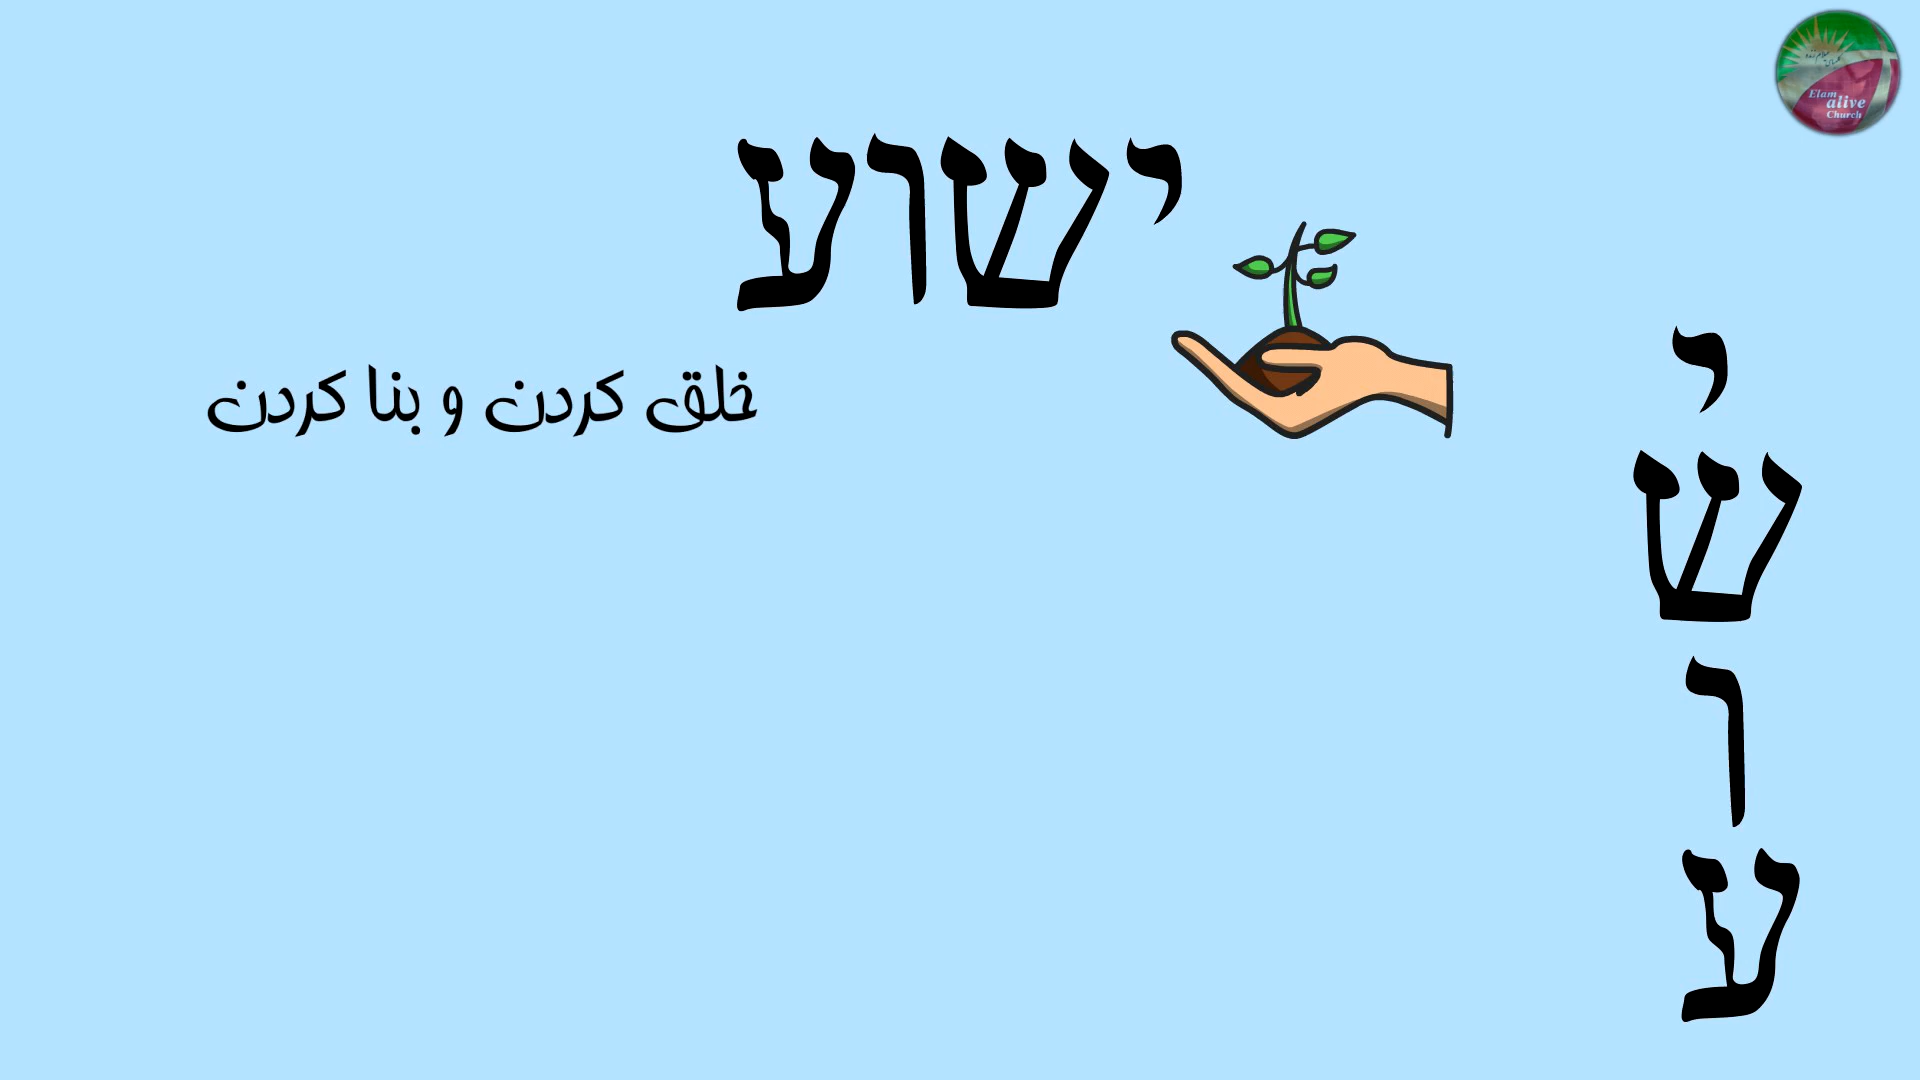 ישוע
خلق کردن و بنا کردن
י
ש
ו
ע
Elam
alive
Church